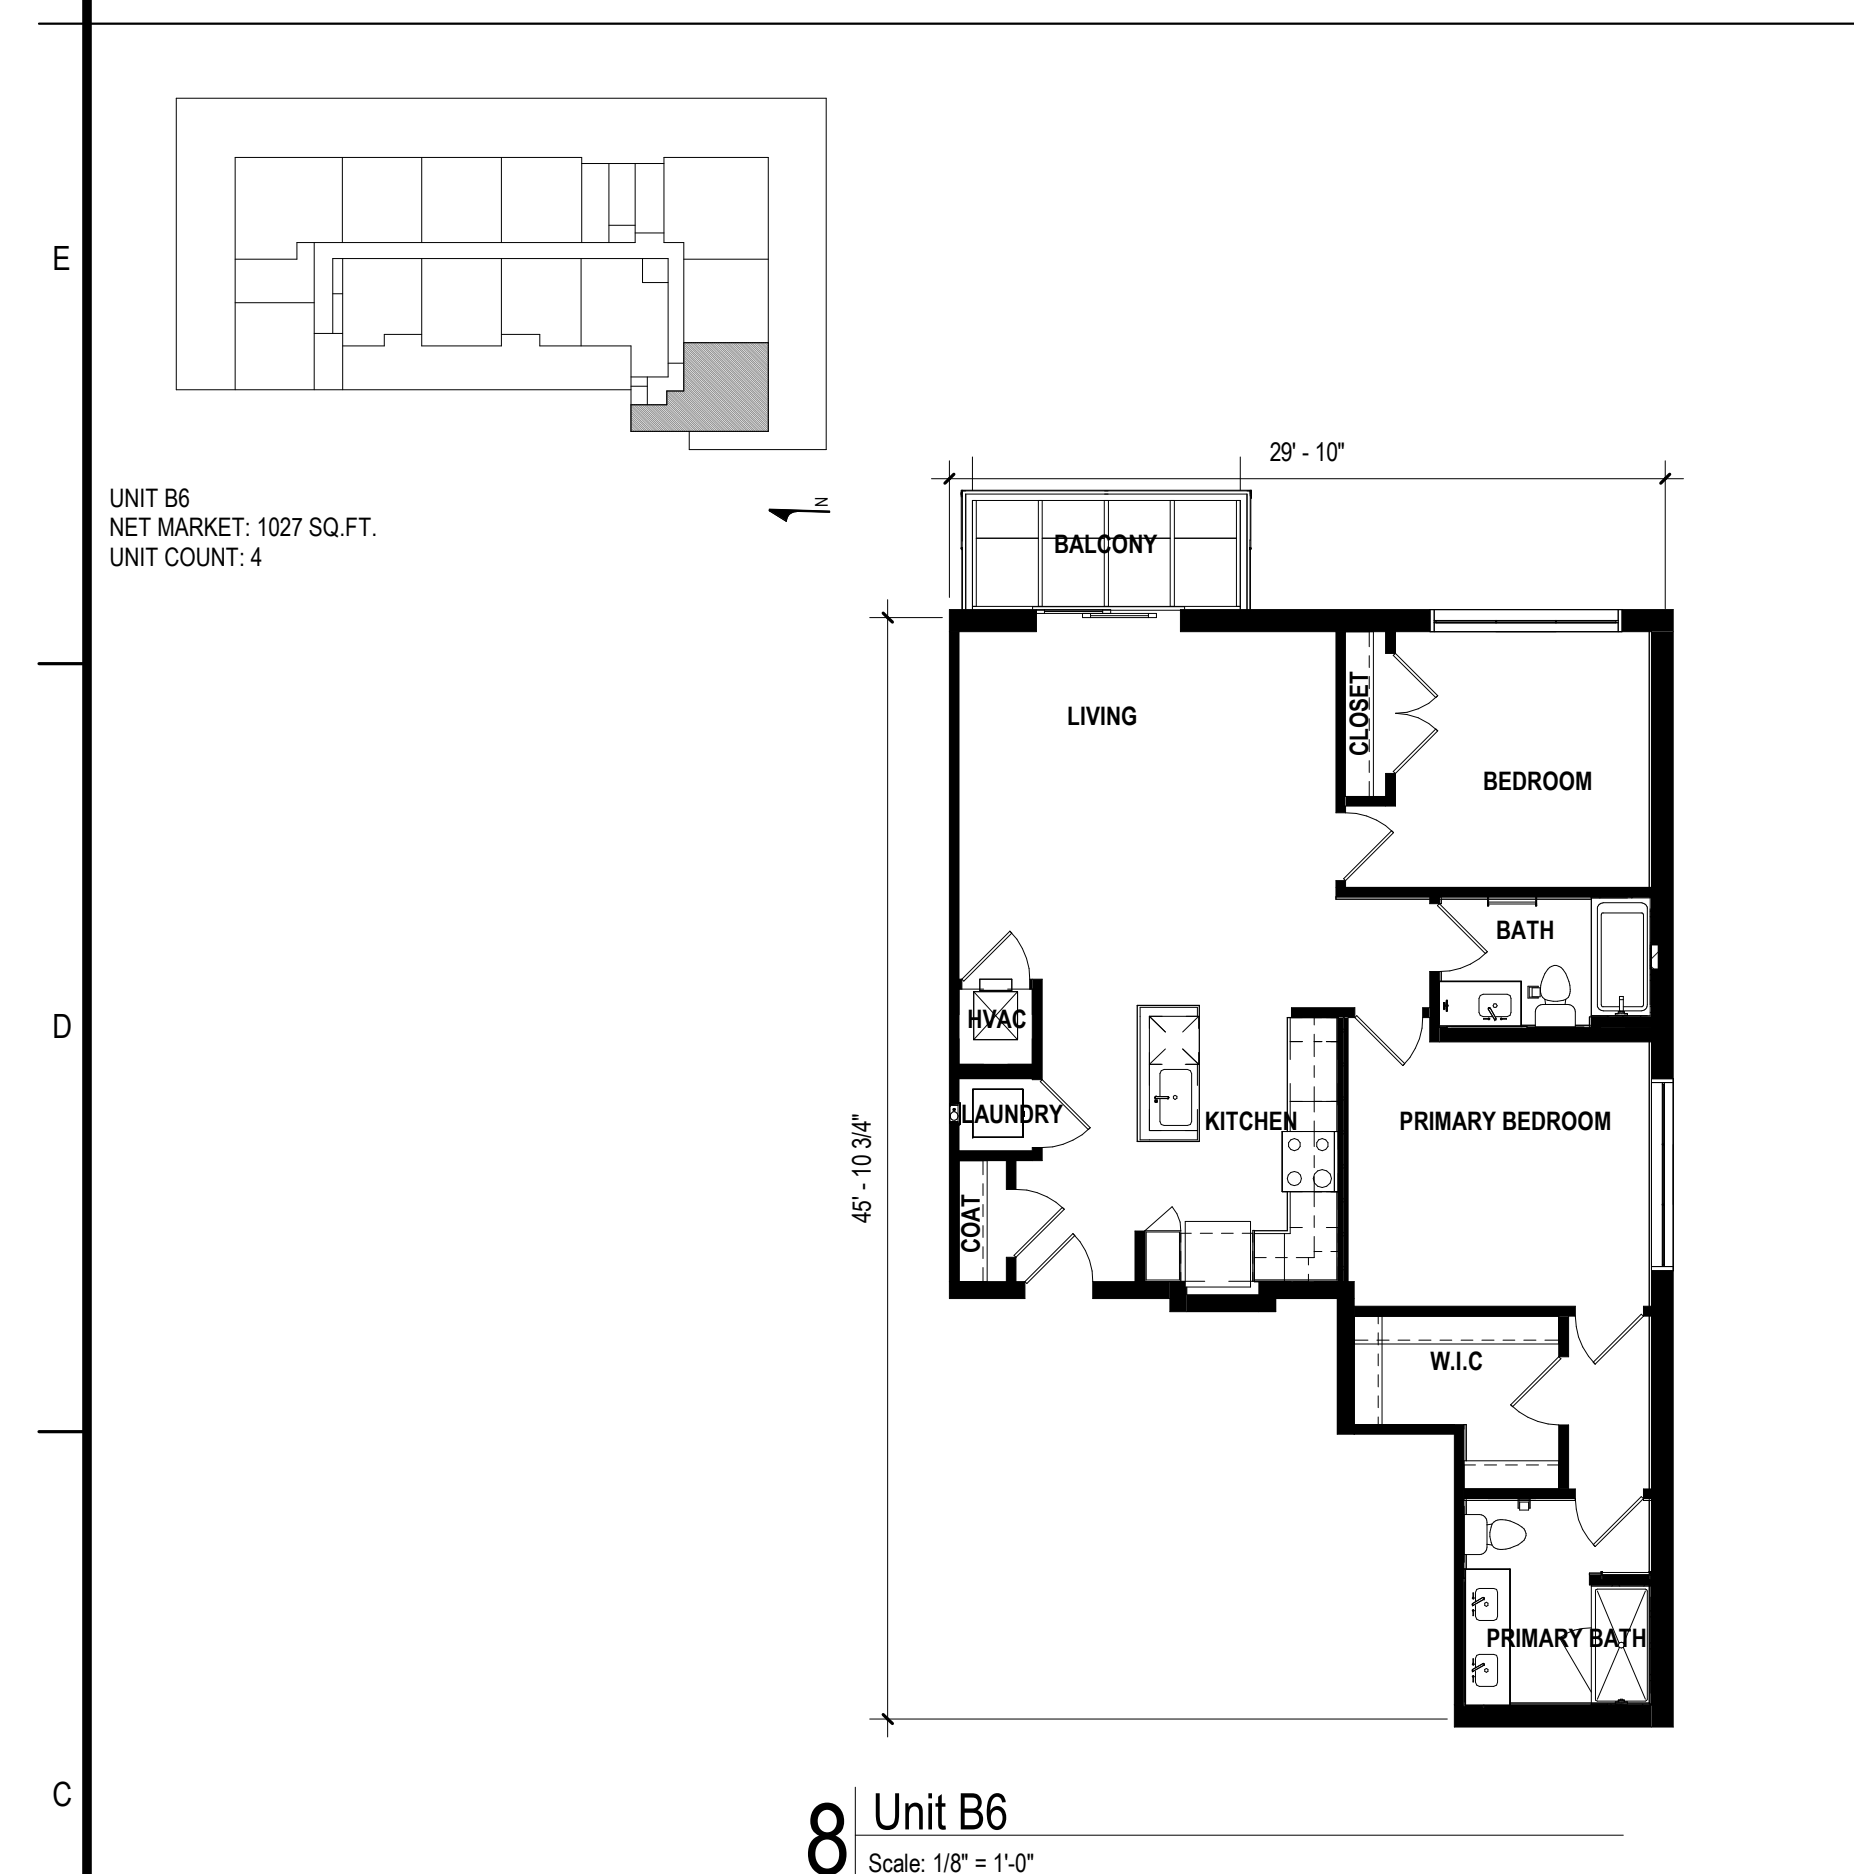 E
UNIT B6
NET MARKET: 1027 SQ.FT.
UNIT COUNT: 4
N
29' - 10"
BALCONY
LIVING
CLOSET
BEDROOM
BATH
D
HVAC
LAUNDRY
KITCHEN
PRIMARY BEDROOM
45' - 10 3/4"
COAT
W.I.C
PRIMARY BATH
C
8
Unit B6
Scale: 1/8" = 1'-0"